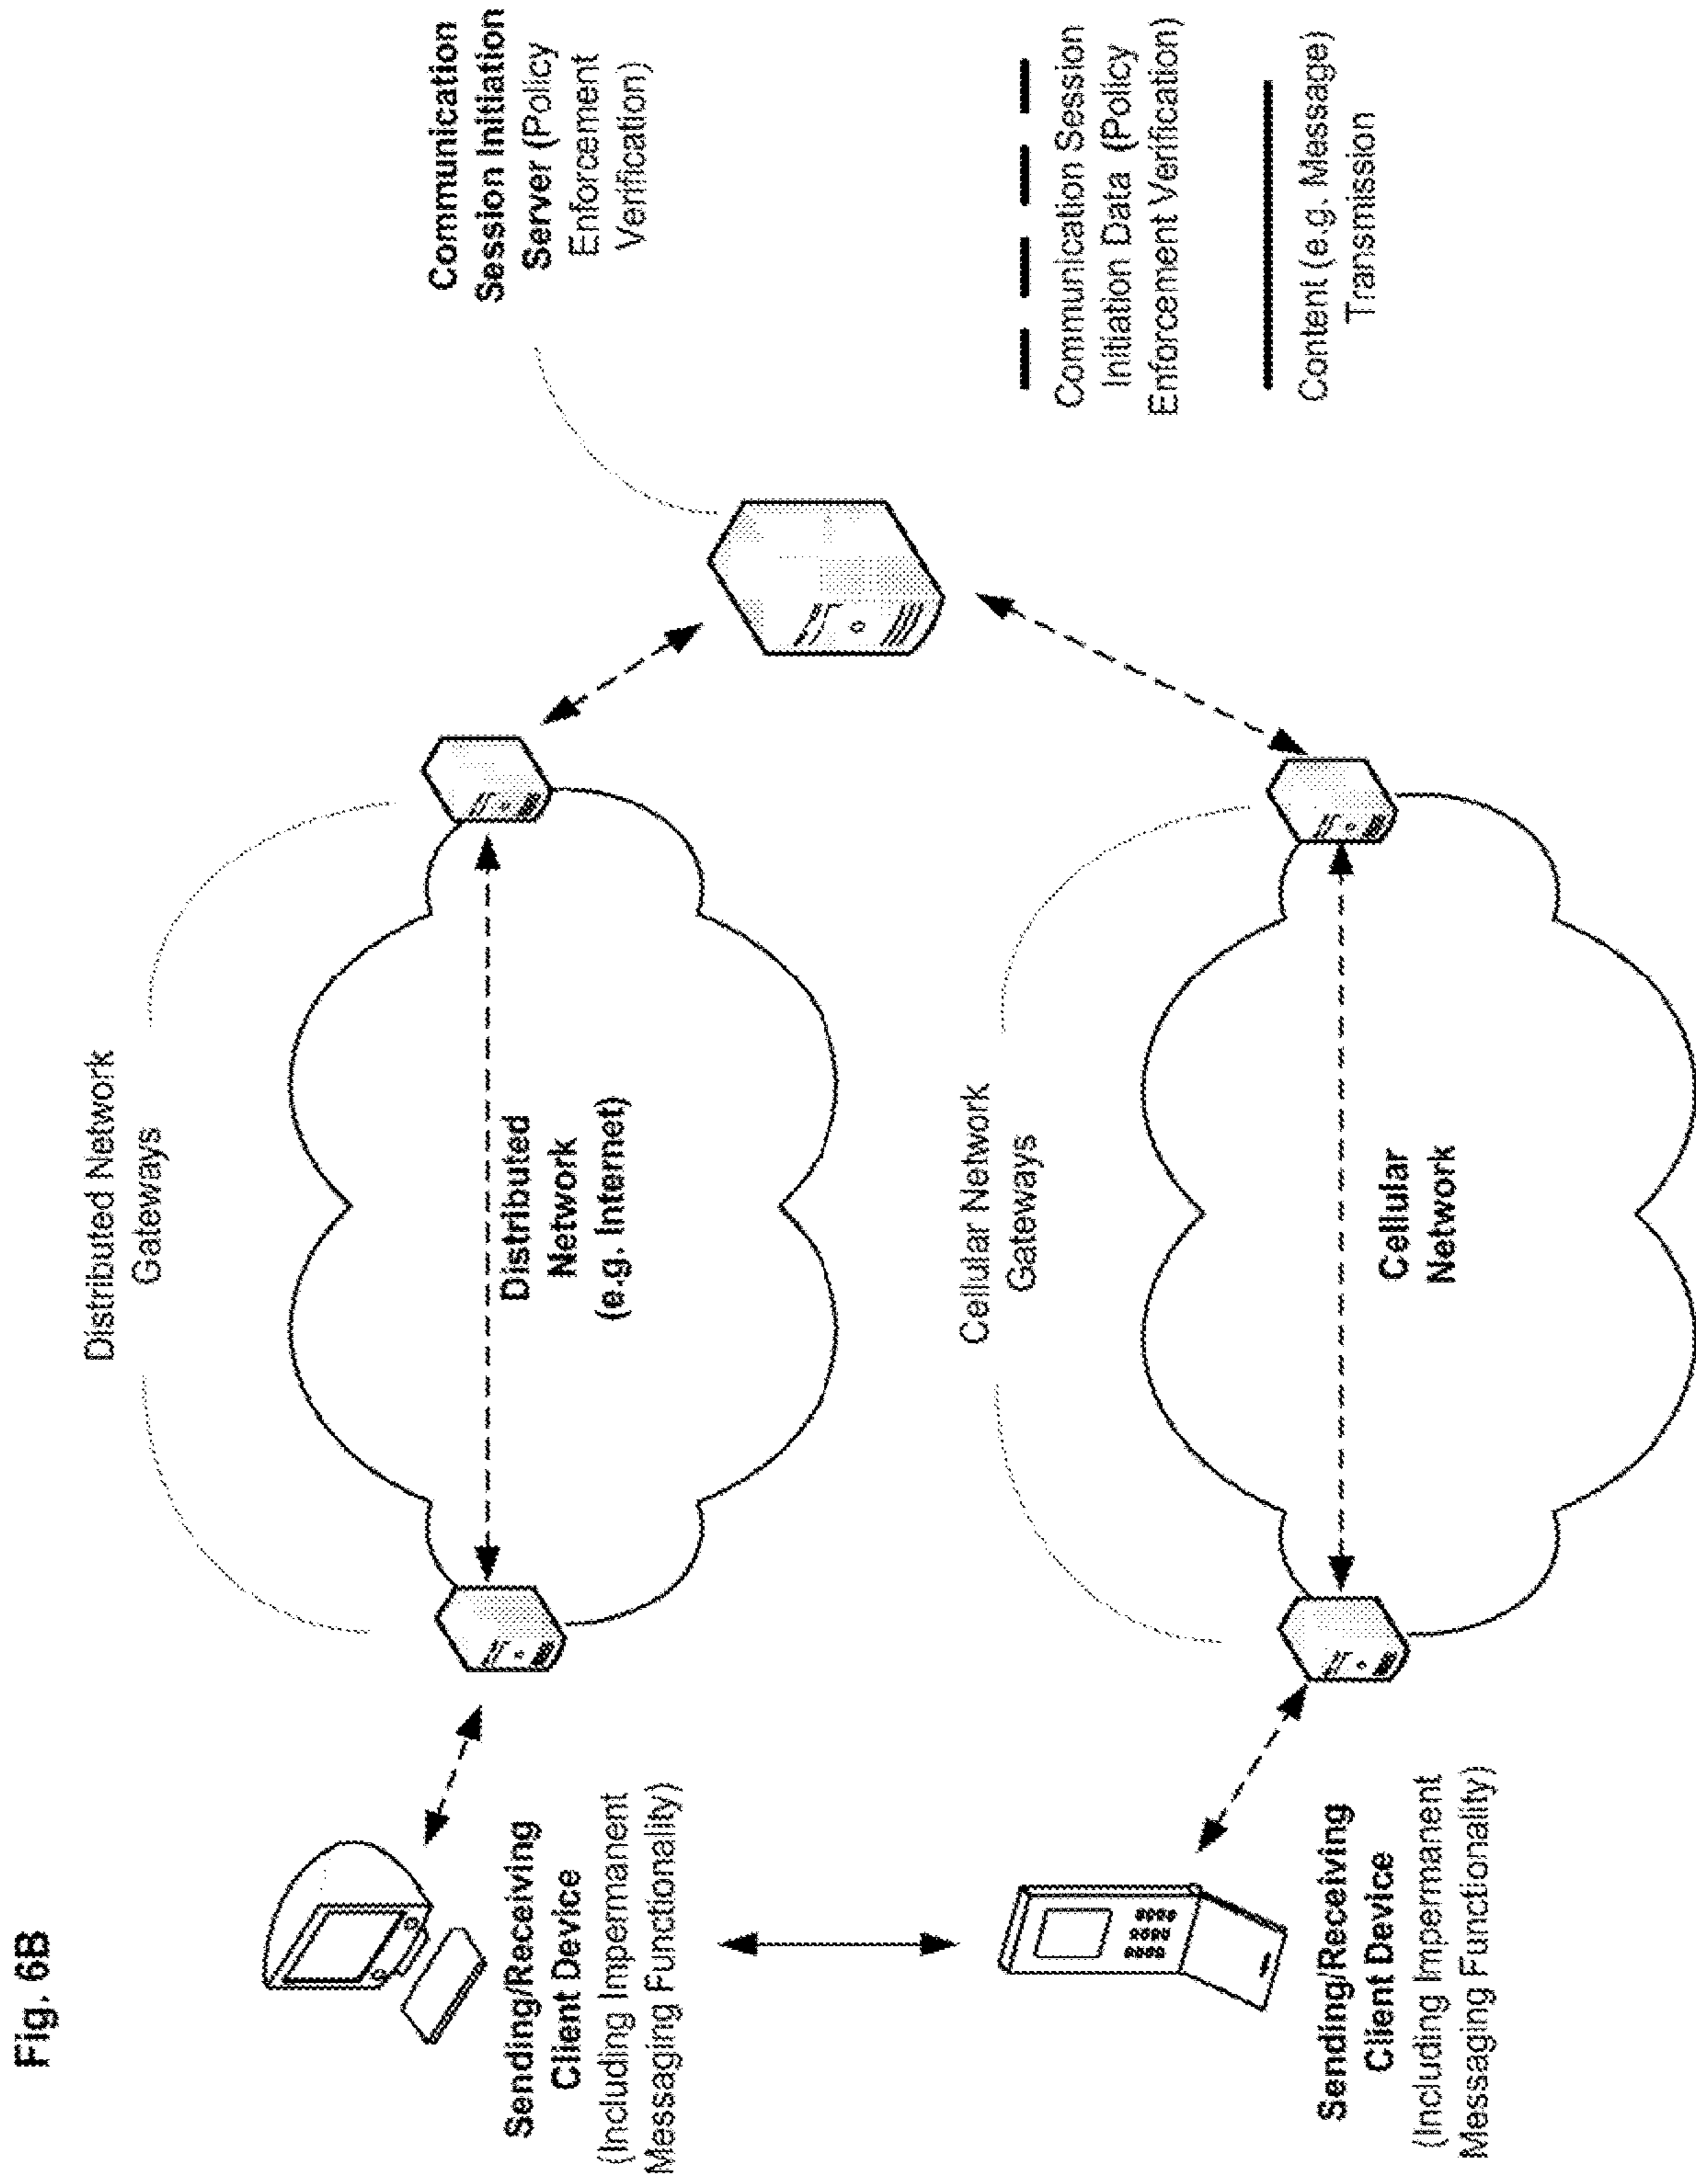 Fig. 6B
Distributed Network
Gateways
Communication
Session Initiation
Server (Policy
Enforcement
Verification)
Distributed
Network
(e.g. Internet)
Sending/Receiving
Client Device
(Including Impermanent
Messaging Functionality)
Cellular Network
Gateways
Cellular
Network
Sending/Receiving
Client Device
(Including Impermanent
Messaging Functionality)
Communication Session
Initiation Data (Policy
Enforcement Verification)
Content (e.g. Message)
Transmission